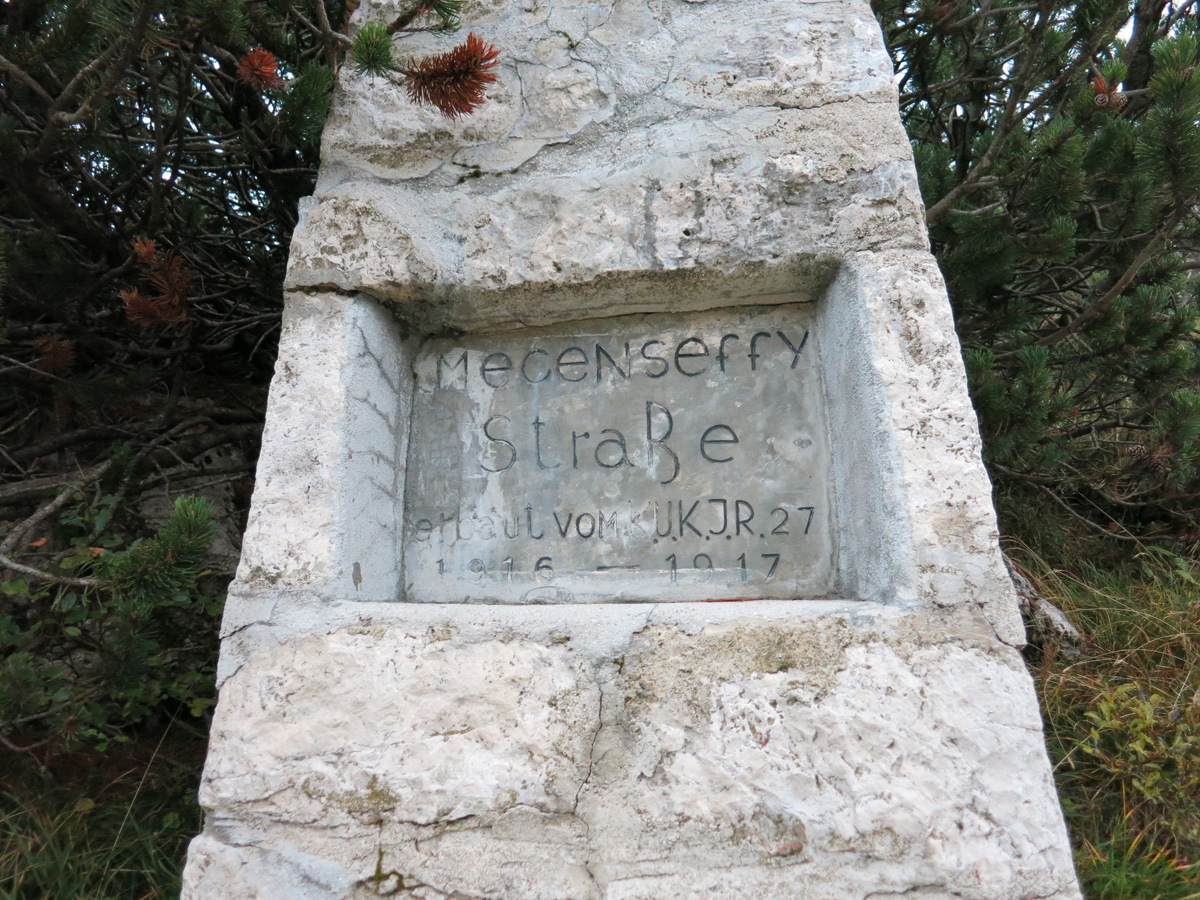 MeceNseffy
Straße
erbaut vom K.U.K.J.R. 27
1916 — 1917